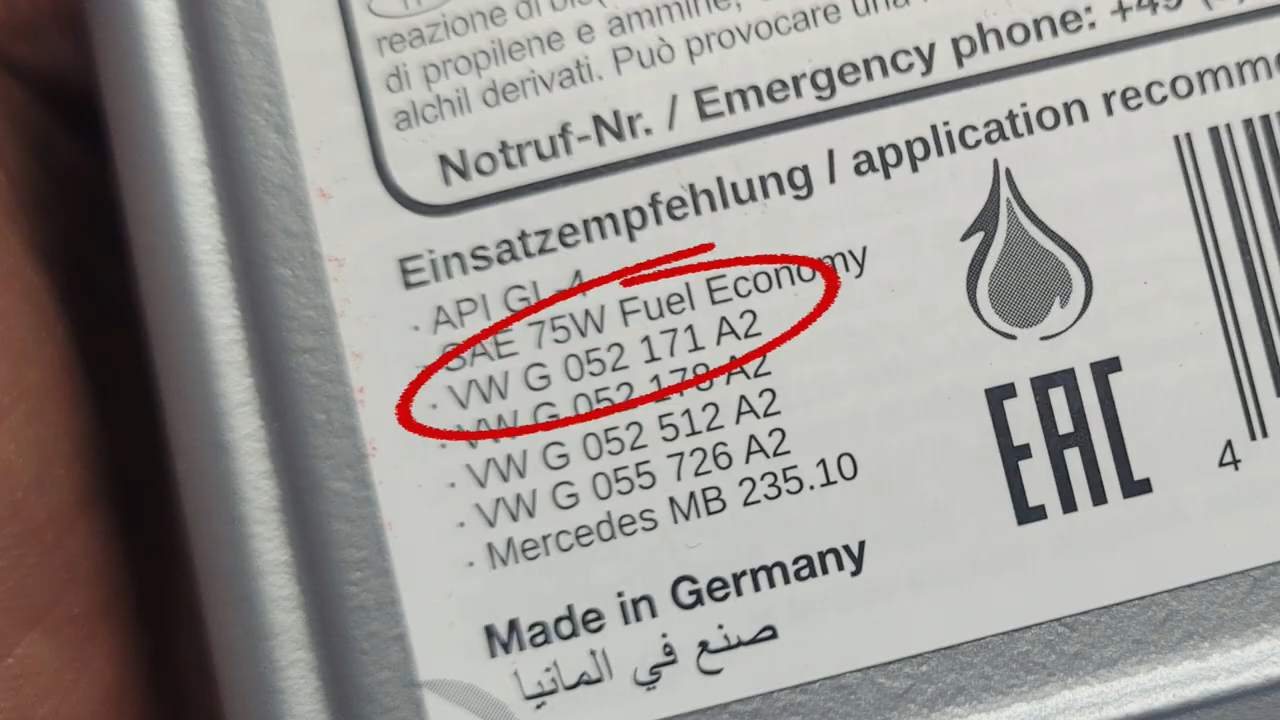 reazione di
di propilene e ammine,
alchil derivati. Può provocare una
Notruf-Nr. / Emergency phone: +49
Einsatzempfehlung / application
· API GL-4
· SAE 75W Fuel Economy
· VW G 052 171 A2
· VW G 052 178 A2
· VW G 052 512 A2
· VW G 055 726 A2
· Mercedes MB 235.10
EAC
4
Made in Germany
صنع في المانيا